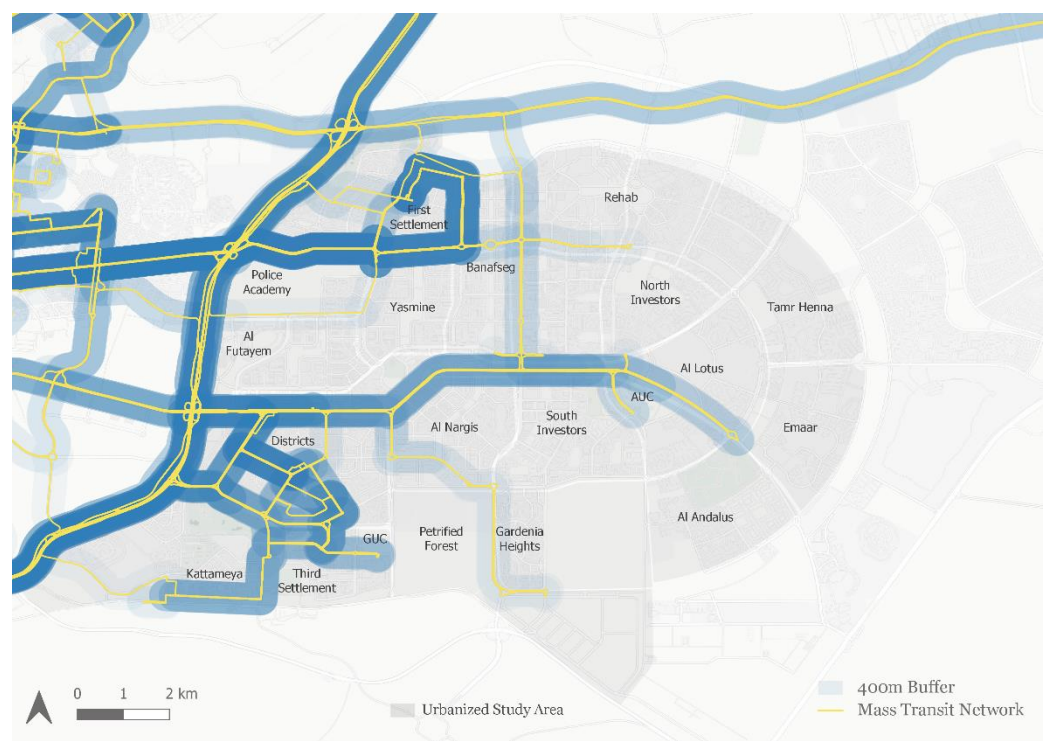 Rehab
First
Settlement
Banafseg
Police
Academy
North
Investors
Yasmine
Tamr Henna
Al
Futayem
Al Lotus
AUC
South
Investors
Al Nargis
Emaar
Districts
Al Andalus
Petrified
Forest
Gardenia
Heights
GUC
Kattameya
Third
Settlement
0 1 2 km
Urbanized Study Area
400m Buffer
Mass Transit Network